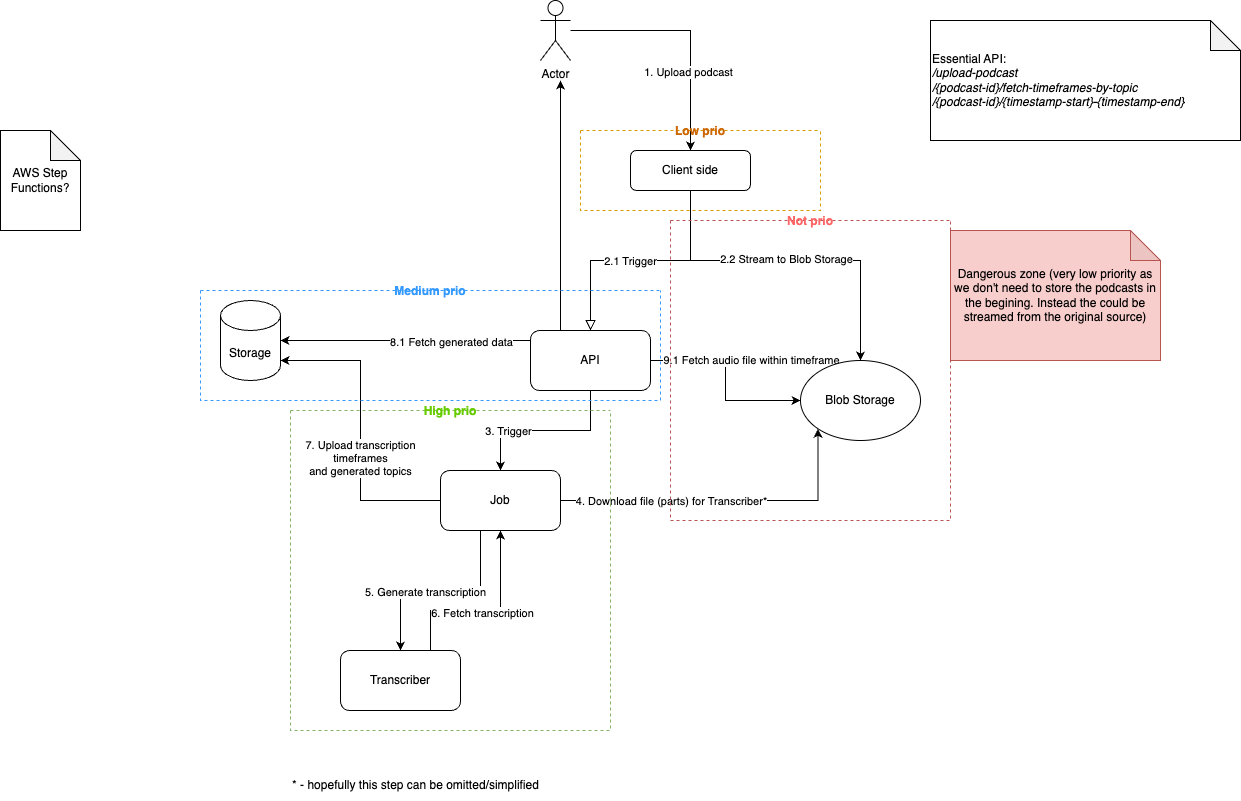 Actor
1. Upload podcast
Essential API:
/upload-podcast
/{podcast-id}/fetch-timeframes-by-topic
/{podcast-id}/{timestamp-start}-{timestamp-end}
AWS Step
Functions?
Low prio
Client side
Not prio
2.1 Trigger
2.2 Stream to Blob Storage
Dangerous zone (very low priority as
we don't need to store the podcasts in
the begining. Instead the could be
streamed from the original source)
Medium prio
Storage
8.1 Fetch generated data
API
9.1 Fetch audio file within timeframe
Blob Storage
High prio
3. Trigger
7. Upload transcription
timeframes
and generated topics
Job
4. Download file (parts) for Transcriber*
5. Generate transcription
6. Fetch transcription
Transcriber
* - hopefully this step can be omitted/simplified